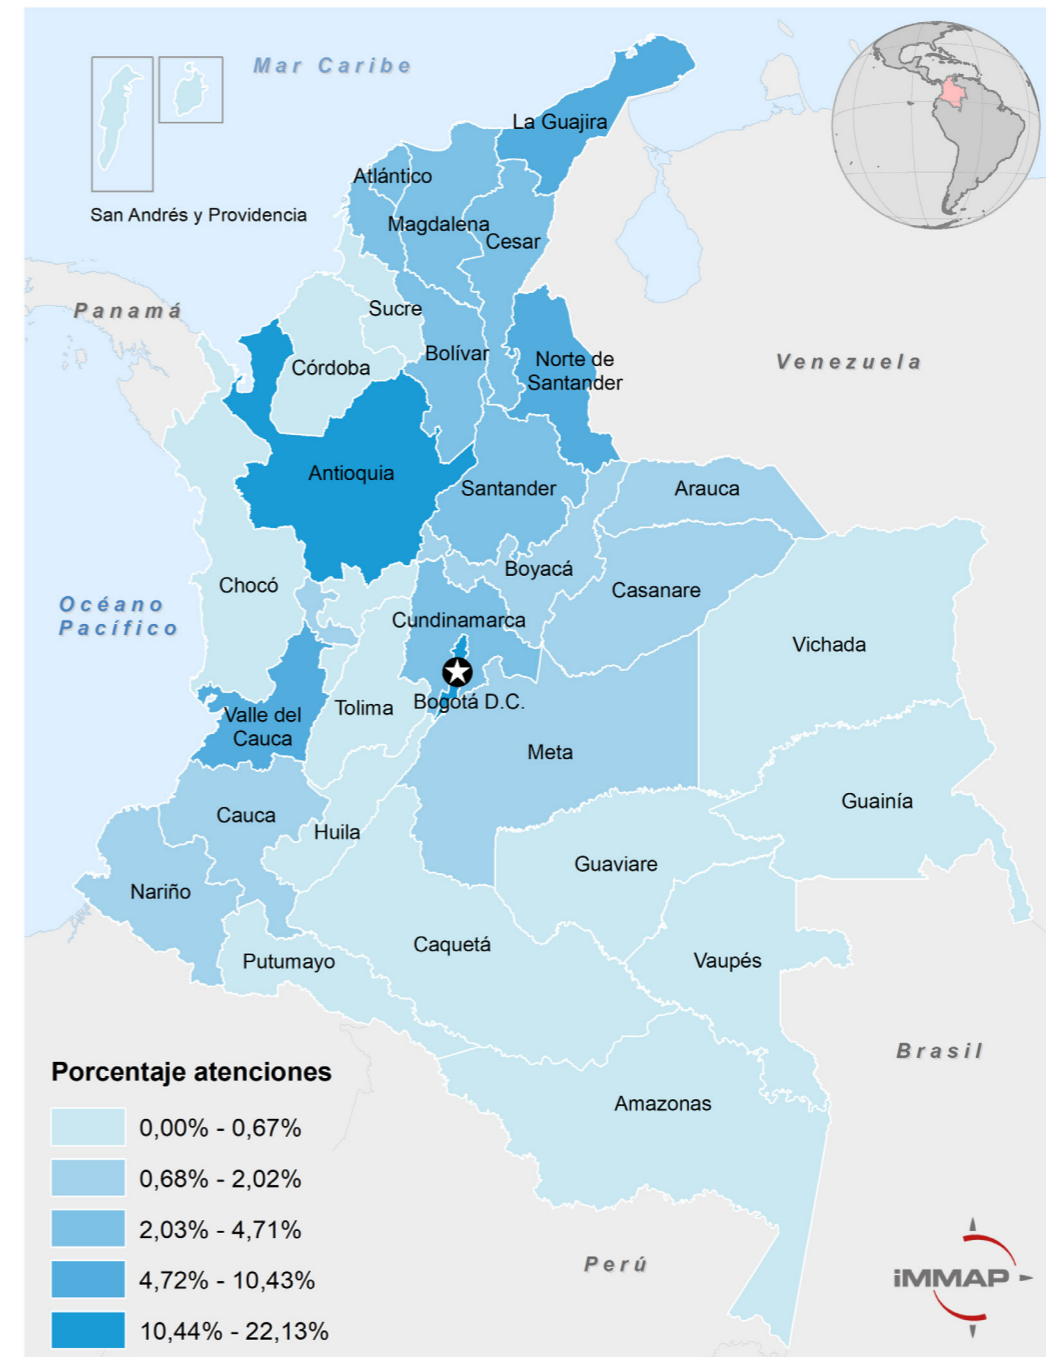 Mar Caribe
La Guajira
Atlántico
San Andrés y Providencia
Magdalena
Cesar
Panamá
Sucre
Córdoba
Bolívar
Norte de
Santander
Venezuela
Antioquia
Santander
Arauca
Chocó
Boyacá
Casanare
Océano
Pacífico
Cundinamarca
Vichada
Tolima
Bogotá D.C.
Valle del
Cauca
Meta
Guainía
Cauca
Huila
Guaviare
Nariño
Caquetá
Putumayo
Vaupés
Brasil
Amazonas
Perú
Porcentaje atenciones
0,00% - 0,67%
0,68% - 2,02%
2,03% - 4,71%
4,72% - 10,43%
10,44% - 22,13%
iMMAP